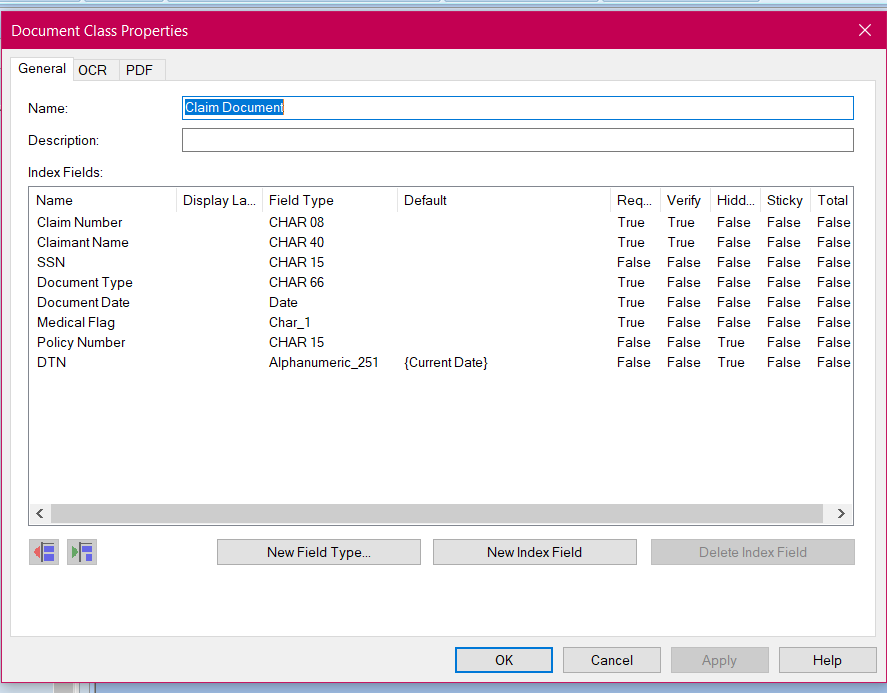 Document Class Properties
General OCR PDF
Name: Claim Document
Description:
Index Fields:
Name Display La... Field Type Default Req... Verify Hidd... Sticky Total
Claim Number CHAR 08 True True False False False
Claimant Name CHAR 40 True True False False False
SSN CHAR 15 False False False False False
Document Type CHAR 66 True False False False False
Document Date Date True False False False False
Medical Flag Char_1 True False False False False
Policy Number CHAR 15 False False True False False
DTN Alphanumeric_251 {Current Date} False False True False False
New Field Type... New Index Field Delete Index Field
OK Cancel Apply Help